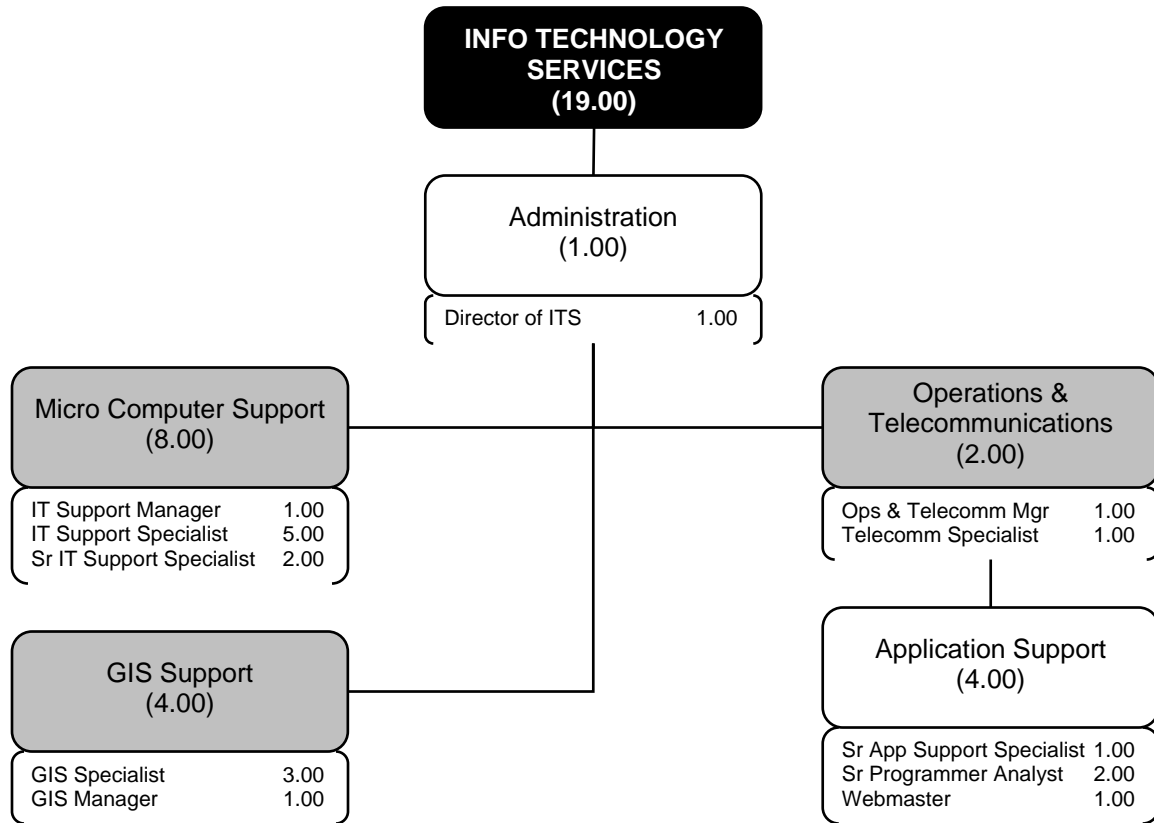 INFO TECHNOLOGY
SERVICES
(19.00)
Administration
(1.00)
Director of ITS 1.00
Micro Computer Support
(8.00)
IT Support Manager 1.00
IT Support Specialist 5.00
Sr IT Support Specialist 2.00
Operations &
Telecommunications
(2.00)
Ops & Telecomm Mgr 1.00
Telecomm Specialist 1.00
GIS Support
(4.00)
GIS Specialist 3.00
GIS Manager 1.00
Application Support
(4.00)
Sr App Support Specialist 1.00
Sr Programmer Analyst 2.00
Webmaster 1.00